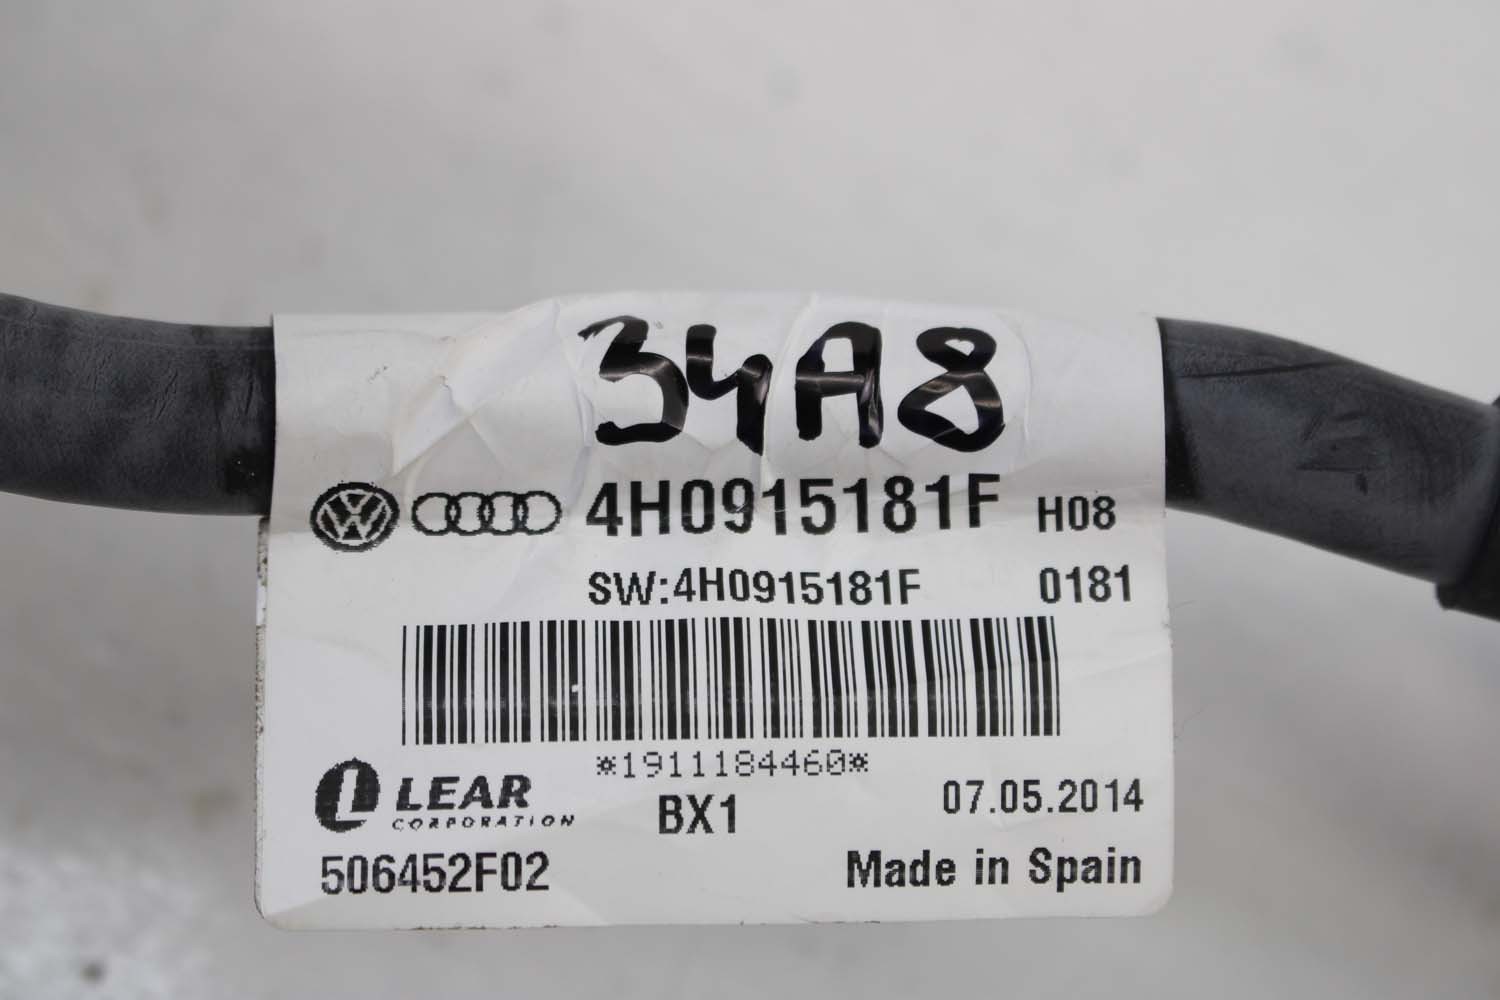 34A8
4H0915181F H08
SW:4H0915181F 0181
*1911184460*
LEAR
CORPORATION
BX1 07.05.2014
506452F02 Made in Spain